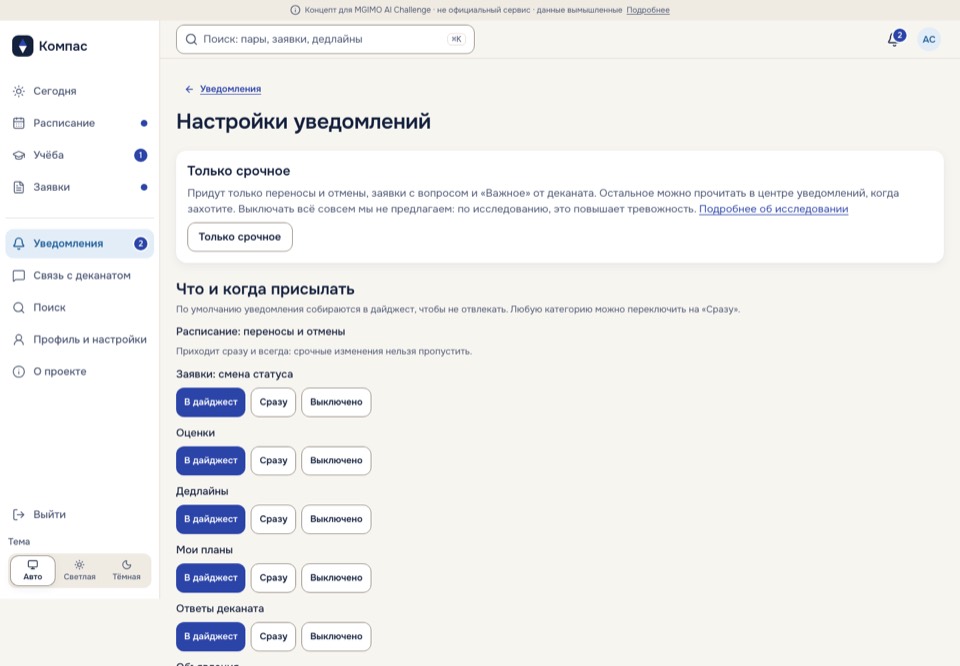 Концепт для MGIMO AI Challenge · не официальный сервис · данные вымышленные Подробнее
Компас
Поиск: пары, заявки, дедлайны
⌘K
2
АС
Сегодня
Расписание
Учёба
1
Заявки
Уведомления
2
Связь с деканатом
Поиск
Профиль и настройки
О проекте
Выйти
Тема
Авто
Светлая
Тёмная
Уведомления
Настройки уведомлений
Только срочное
Придут только переносы и отмены, заявки с вопросом и «Важное» от деканата. Остальное можно прочитать в центре уведомлений, когда
захотите. Выключать всё совсем мы не предлагаем: по исследованию, это повышает тревожность. Подробнее об исследовании
Только срочное
Что и когда присылать
По умолчанию уведомления собираются в дайджест, чтобы не отвлекать. Любую категорию можно переключить на «Сразу».
Расписание: переносы и отмены
Приходит сразу и всегда: срочные изменения нельзя пропустить.
Заявки: смена статуса
В дайджест Сразу Выключено
Оценки
В дайджест Сразу Выключено
Дедлайны
В дайджест Сразу Выключено
Мои планы
В дайджест Сразу Выключено
Ответы деканата
В дайджест Сразу Выключено